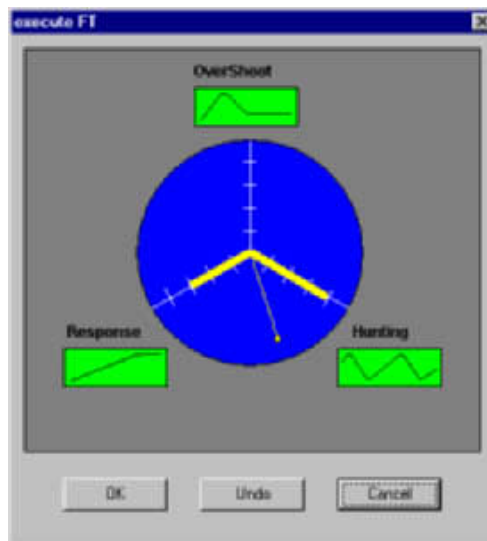 execute FT
OverShoot
Response
Hunting
OK
Undo
Cancel